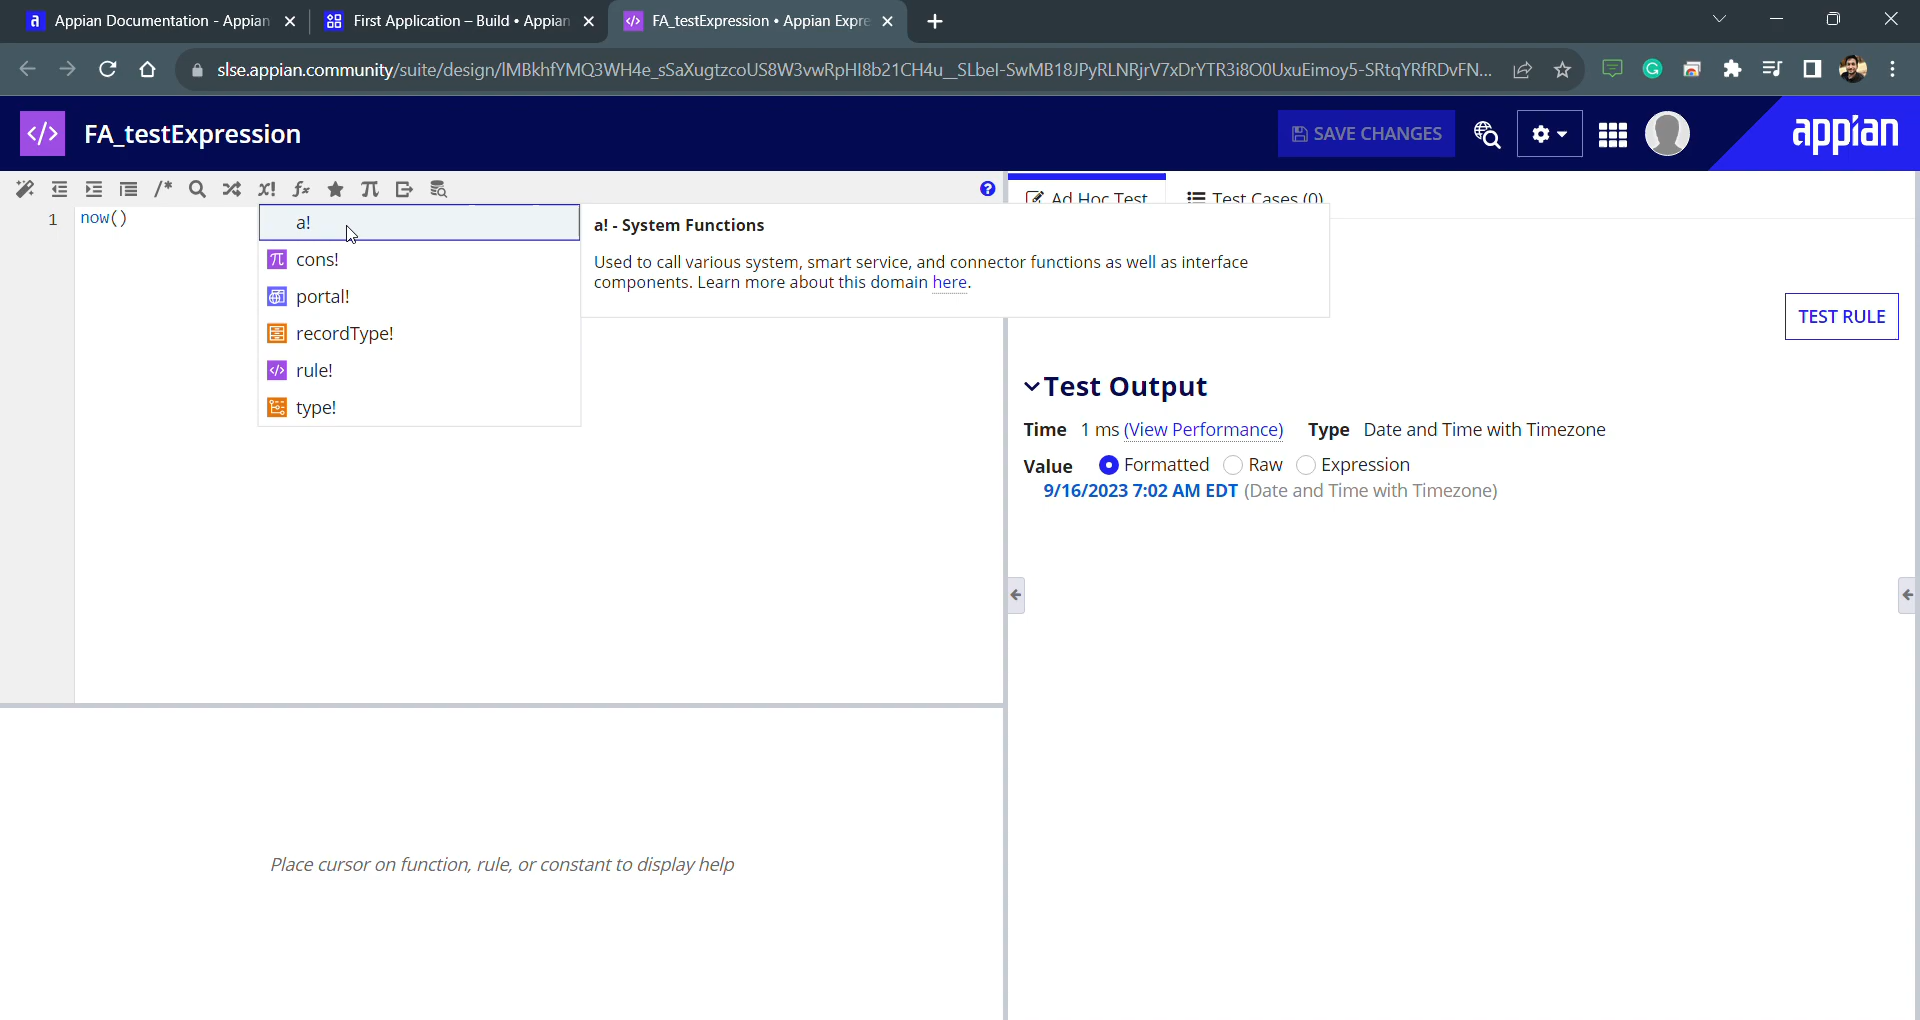 Appian Documentation - Appian
First Application – Build • Appian
FA_testExpression • Appian Expre
slse.appian.community/suite/design/IMBkhfYMQ3WH4e_sSaXugtzcoUS8W3vwRpHI8b21CH4u__SLbeI-SwMB18JPyRLNRjrV7xDrYTR3i8O0UxuEimoy5-SRtqYRfRDvFN...
FA_testExpression
SAVE CHANGES
appian
Ad Hoc Test
Test Cases (0)
1 now()
a!
cons!
portal!
recordType!
rule!
type!
a! - System Functions
Used to call various system, smart service, and connector functions as well as interface
components. Learn more about this domain here.
TEST RULE
Test Output
Time 1 ms (View Performance) Type Date and Time with Timezone
Value Formatted Raw Expression
9/16/2023 7:02 AM EDT (Date and Time with Timezone)
Place cursor on function, rule, or constant to display help